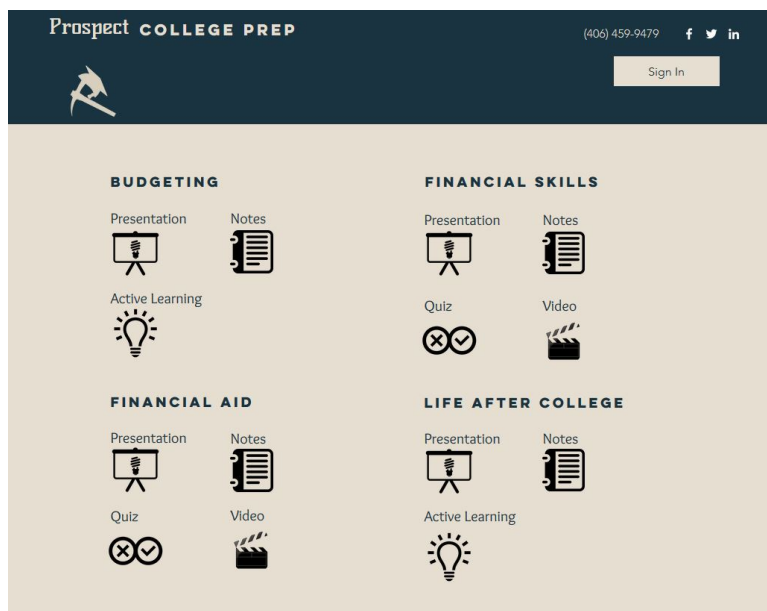 Prospect COLLEGE PREP
(406) 459-9479
Sign In
BUDGETING
Presentation Notes
Active Learning
FINANCIAL SKILLS
Presentation Notes
Quiz Video
FINANCIAL AID
Presentation Notes
Quiz Video
LIFE AFTER COLLEGE
Presentation Notes
Active Learning